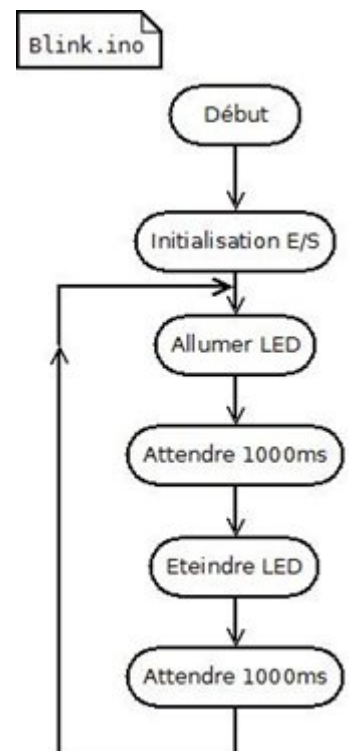 Blink.ino
Début
Initialisation E/S
Allumer LED
Attendre 1000ms
Eteindre LED
Attendre 1000ms